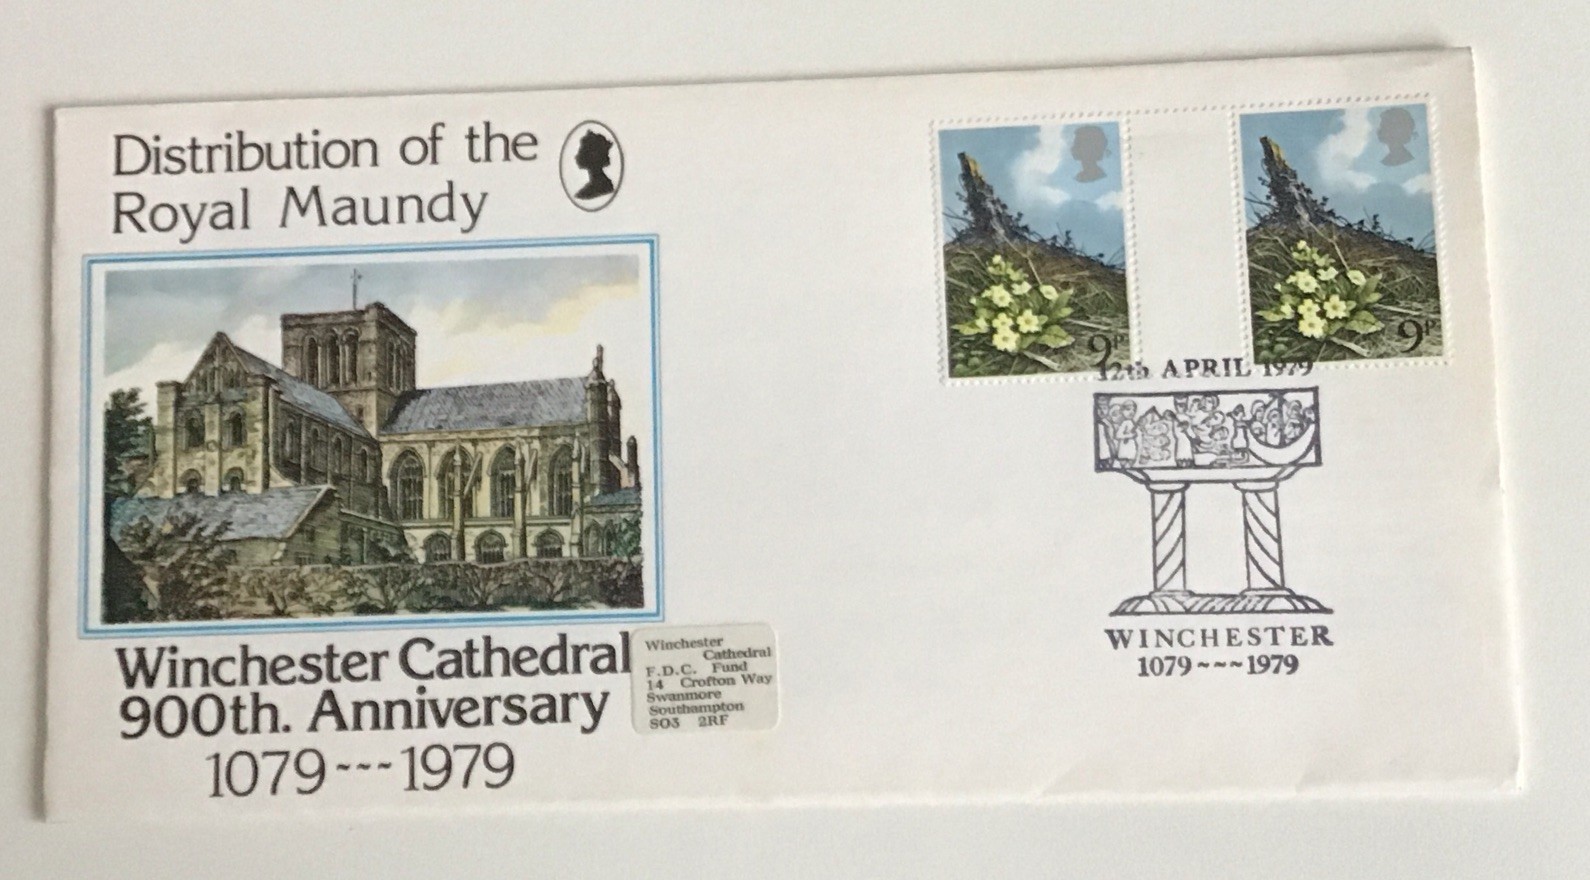 Distribution of the
Royal Maundy
Winchester Cathedral
900th. Anniversary
1079~~~1979
Winchester
Cathedral
F.D.C. Fund
14 Crofton Way
Swanmore
Southampton
SO3 2RF
9P
9P
12th APRIL 1979
WINCHESTER
1079~~~1979